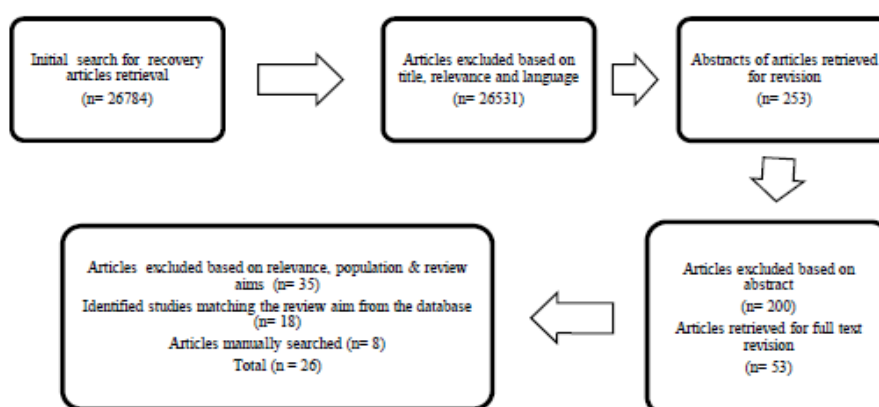 Initial search for recovery
articles retrieval
(n= 26784)
Articles excluded based on
title, relevance and language
(n= 26531)
Abstracts of articles retrieved
for revision
(n= 253)
Articles excluded based on
abstract
(n= 200)
Articles retrieved for full text
revision
(n= 53)
Articles excluded based on relevance, population & review
aims (n= 35)
Identified studies matching the review aim from the database
(n= 18)
Articles manually searched (n= 8)
Total (n = 26)